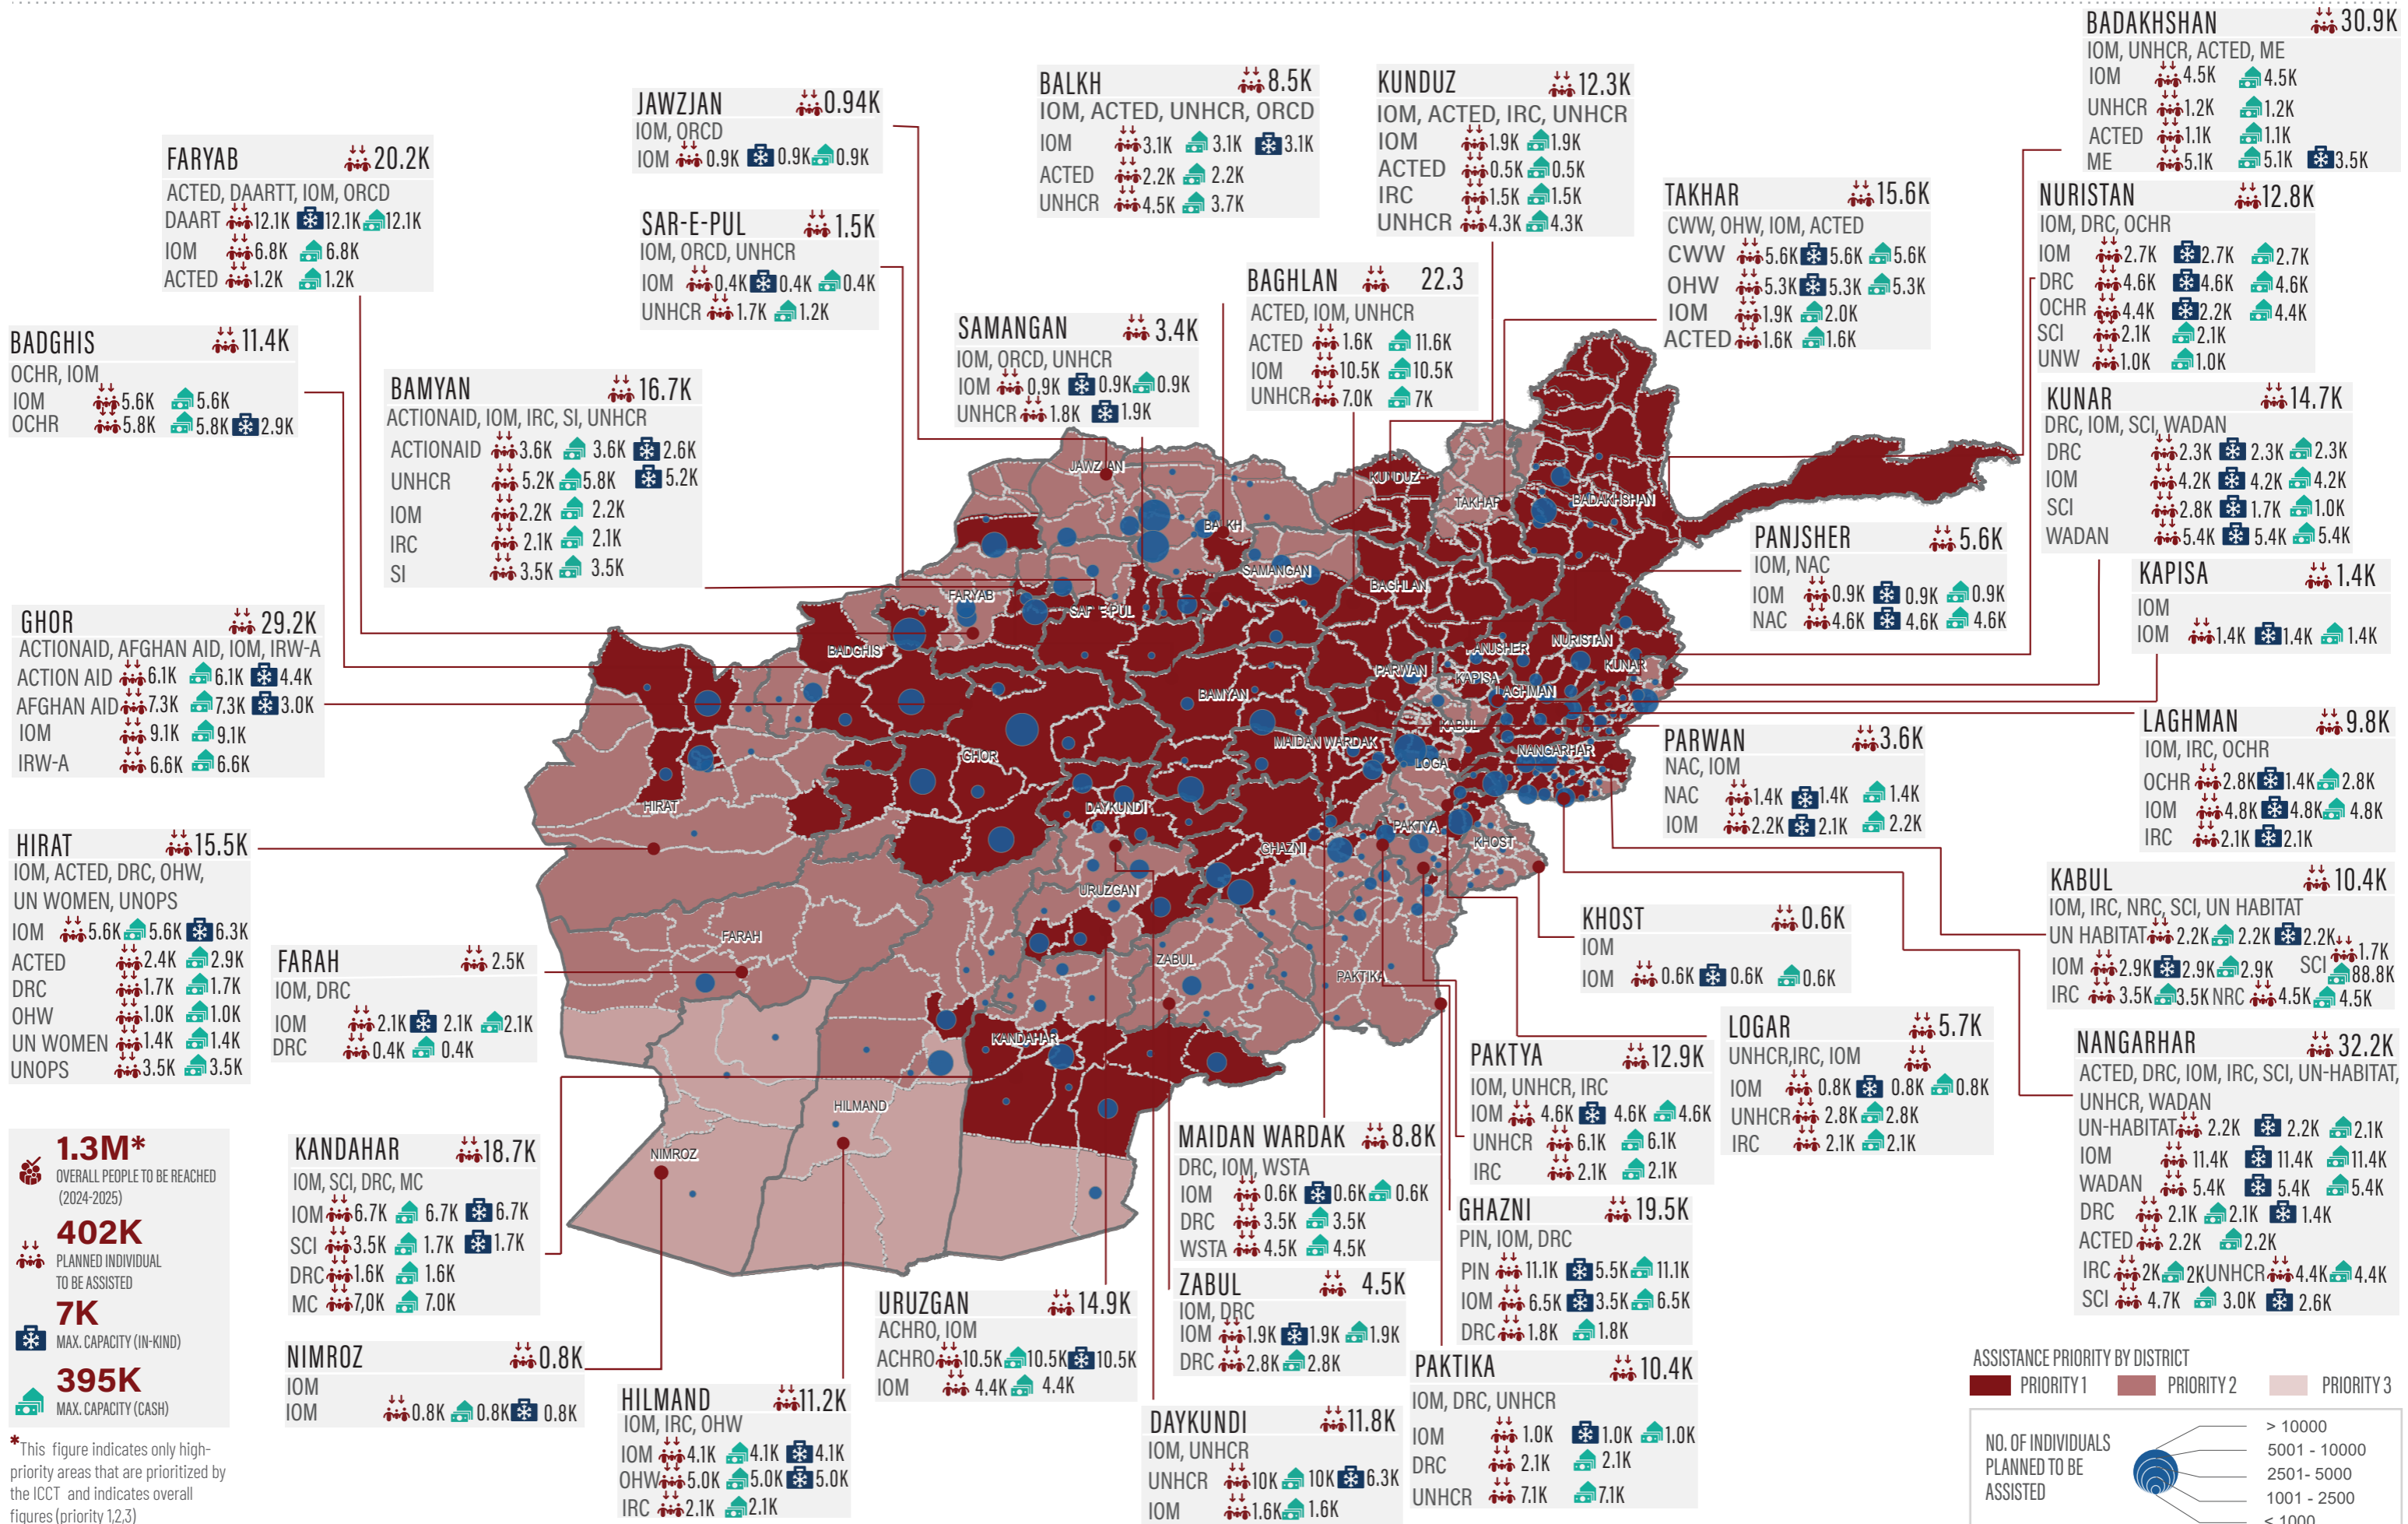 FARYAB 20.2K
ACTED, DAARTT, IOM, ORCD
DAART 12.1K 12.1K 12.1K
IOM 6.8K 6.8K
ACTED 1.2K 1.2K
JAWZJAN 0.94K
IOM, ORCD
IOM 0.9K 0.9K 0.9K
SAR-E-PUL 1.5K
IOM, ORCD, UNHCR
IOM 0.4K 0.4K 0.4K
UNHCR 1.7K 1.2K
BALKH 8.5K
IOM, ACTED, UNHCR, ORCD
IOM 3.1K 3.1K 3.1K
ACTED 2.2K 2.2K
UNHCR 4.5K 3.7K
KUNDUZ 12.3K
IOM, ACTED, IRC, UNHCR
IOM 1.9K 1.9K
ACTED 0.5K 0.5K
IRC 1.5K 1.5K
UNHCR 4.3K 4.3K
BADAKHSHAN 30.9K
IOM, UNHCR, ACTED, ME
IOM 4.5K 4.5K
UNHCR 1.2K 1.2K
ACTED 1.1K 1.1K
ME 5.1K 5.1K 3.5K
TAKHAR 15.6K
CWW, OHW, IOM, ACTED
CWW 5.6K 5.6K 5.6K
OHW 5.3K 5.3K 5.3K
IOM 1.9K 2.0K
ACTED 1.6K 1.6K
NURISTAN 12.8K
IOM, DRC, OCHR
IOM 2.7K 2.7K 2.7K
DRC 4.6K 4.6K 4.6K
OCHR 4.4K 2.2K 4.4K
SCI 2.1K 2.1K
UNW 1.0K 1.0K
BAGHLAN 22.3
ACTED, IOM, UNHCR
ACTED 1.6K 11.6K
IOM 10.5K 10.5K
UNHCR 7.0K 7K
SAMANGAN 3.4K
IOM, ORCD, UNHCR
IOM 0.9K 0.9K 0.9K
UNHCR 1.8K 1.9K
BADGHIS 11.4K
OCHR, IOM
IOM 5.6K 5.6K
OCHR 5.8K 5.8K 2.9K
BAMYAN 16.7K
ACTIONAID, IOM, IRC, SI, UNHCR
ACTIONAID 3.6K 3.6K 2.6K
UNHCR 5.2K 5.8K 5.2K
IOM 2.2K 2.2K
IRC 2.1K 2.1K
SI 3.5K 3.5K
KUNAR 14.7K
DRC, IOM, SCI, WADAN
DRC 2.3K 2.3K 2.3K
IOM 4.2K 4.2K 4.2K
SCI 2.8K 1.7K 1.0K
WADAN 5.4K 5.4K 5.4K
PANJSHER 5.6K
IOM, NAC
IOM 0.9K 0.9K 0.9K
NAC 4.6K 4.6K 4.6K
KAPISA 1.4K
IOM
IOM 1.4K 1.4K 1.4K
GHOR 29.2K
ACTIONAID, AFGHAN AID, IOM, IRW-A
ACTION AID 6.1K 6.1K 4.4K
AFGHAN AID 7.3K 7.3K 3.0K
IOM 9.1K 9.1K
IRW-A 6.6K 6.6K
LAGHMAN 9.8K
IOM, IRC, OCHR
OCHR 2.8K 1.4K 2.8K
IOM 4.8K 4.8K 4.8K
IRC 2.1K 2.1K
PARWAN 3.6K
NAC, IOM
NAC 1.4K 1.4K 1.4K
IOM 2.2K 2.1K 2.2K
HIRAT 15.5K
IOM, ACTED, DRC, OHW,
UN WOMEN, UNOPS
IOM 5.6K 5.6K 6.3K
ACTED 2.4K 2.9K
DRC 1.7K 1.7K
OHW 1.0K 1.0K
UN WOMEN 1.4K 1.4K
UNOPS 3.5K 3.5K
FARAH 2.5K
IOM, DRC
IOM 2.1K 2.1K 2.1K
DRC 0.4K 0.4K
KABUL 10.4K
IOM, IRC, NRC, SCI, UN HABITAT
UN HABITAT 2.2K 2.2K 2.2K
IOM 2.9K 2.9K 2.9K SCI 1.7K 88.8K
IRC 3.5K 3.5K NRC 4.5K 4.5K
KHOST 0.6K
IOM
IOM 0.6K 0.6K 0.6K
LOGAR 5.7K
UNHCR,IRC, IOM
IOM 0.8K 0.8K 0.8K
UNHCR 2.8K 2.8K
IRC 2.1K 2.1K
NANGARHAR 32.2K
ACTED, DRC, IOM, IRC, SCI, UN-HABITAT,
UNHCR, WADAN
UN-HABITAT 2.2K 2.2K 2.1K
IOM 11.4K 11.4K 11.4K
WADAN 5.4K 5.4K 5.4K
DRC 2.1K 2.1K 1.4K
ACTED 2.2K 2.2K
IRC 2K 2K UNHCR 4.4K 4.4K
SCI 4.7K 3.0K 2.6K
PAKTYA 12.9K
IOM, UNHCR, IRC
IOM 4.6K 4.6K 4.6K
UNHCR 6.1K 6.1K
IRC 2.1K 2.1K
MAIDAN WARDAK 8.8K
DRC, IOM, WSTA
IOM 0.6K 0.6K 0.6K
DRC 3.5K 3.5K
WSTA 4.5K 4.5K
GHAZNI 19.5K
PIN, IOM, DRC
PIN 11.1K 5.5K 11.1K
IOM 6.5K 3.5K 6.5K
DRC 1.8K 1.8K
KANDAHAR 18.7K
IOM, SCI, DRC, MC
IOM 6.7K 6.7K 6.7K
SCI 3.5K 1.7K 1.7K
DRC 1.6K 1.6K
MC 7,0K 7.0K
ZABUL 4.5K
IOM, DRC
IOM 1.9K 1.9K 1.9K
DRC 2.8K 2.8K
URUZGAN 14.9K
ACHRO, IOM
ACHRO 10.5K 10.5K 10.5K
IOM 4.4K 4.4K
NIMROZ 0.8K
IOM
IOM 0.8K 0.8K 0.8K
HILMAND 11.2K
IOM, IRC, OHW
IOM 4.1K 4.1K 4.1K
OHW 5.0K 5.0K 5.0K
IRC 2.1K 2.1K
DAYKUNDI 11.8K
IOM, UNHCR
UNHCR 10K 10K 6.3K
IOM 1.6K 1.6K
PAKTIKA 10.4K
IOM, DRC, UNHCR
IOM 1.0K 1.0K 1.0K
DRC 2.1K 2.1K
UNHCR 7.1K 7.1K
JAWZJAN
KUNDUZ
TAKHAR
BADAKHSHAN
BALKH
SAMANGAN
BAGHLAN
FARYAB
SAR-E-PUL
BADGHIS
PANJSHER
NURISTAN
KUNAR
PARWAN
KAPISA
LAGHMAN
BAMYAN
KABUL
MAIDAN WARDAK
NANGARHAR
GHOR
LOGA
HIRAT
DAYKUNDI
PAKTYA
KHOST
GHAZNI
URUZGAN
FARAH
ZABUL
PAKTIKA
KANDAHAR
HILMAND
NIMROZ
1.3M*
OVERALL PEOPLE TO BE REACHED
(2024-2025)
402K
PLANNED INDIVIDUAL
TO BE ASSISTED
7K
MAX. CAPACITY (IN-KIND)
395K
MAX. CAPACITY (CASH)
*This figure indicates only high-
priority areas that are prioritized by
the ICCT and indicates overall
figures (priority 1,2,3)
ASSISTANCE PRIORITY BY DISTRICT
PRIORITY 1 PRIORITY 2 PRIORITY 3
NO. OF INDIVIDUALS
PLANNED TO BE
ASSISTED
> 10000
5001 - 10000
2501- 5000
1001 - 2500
< 1000